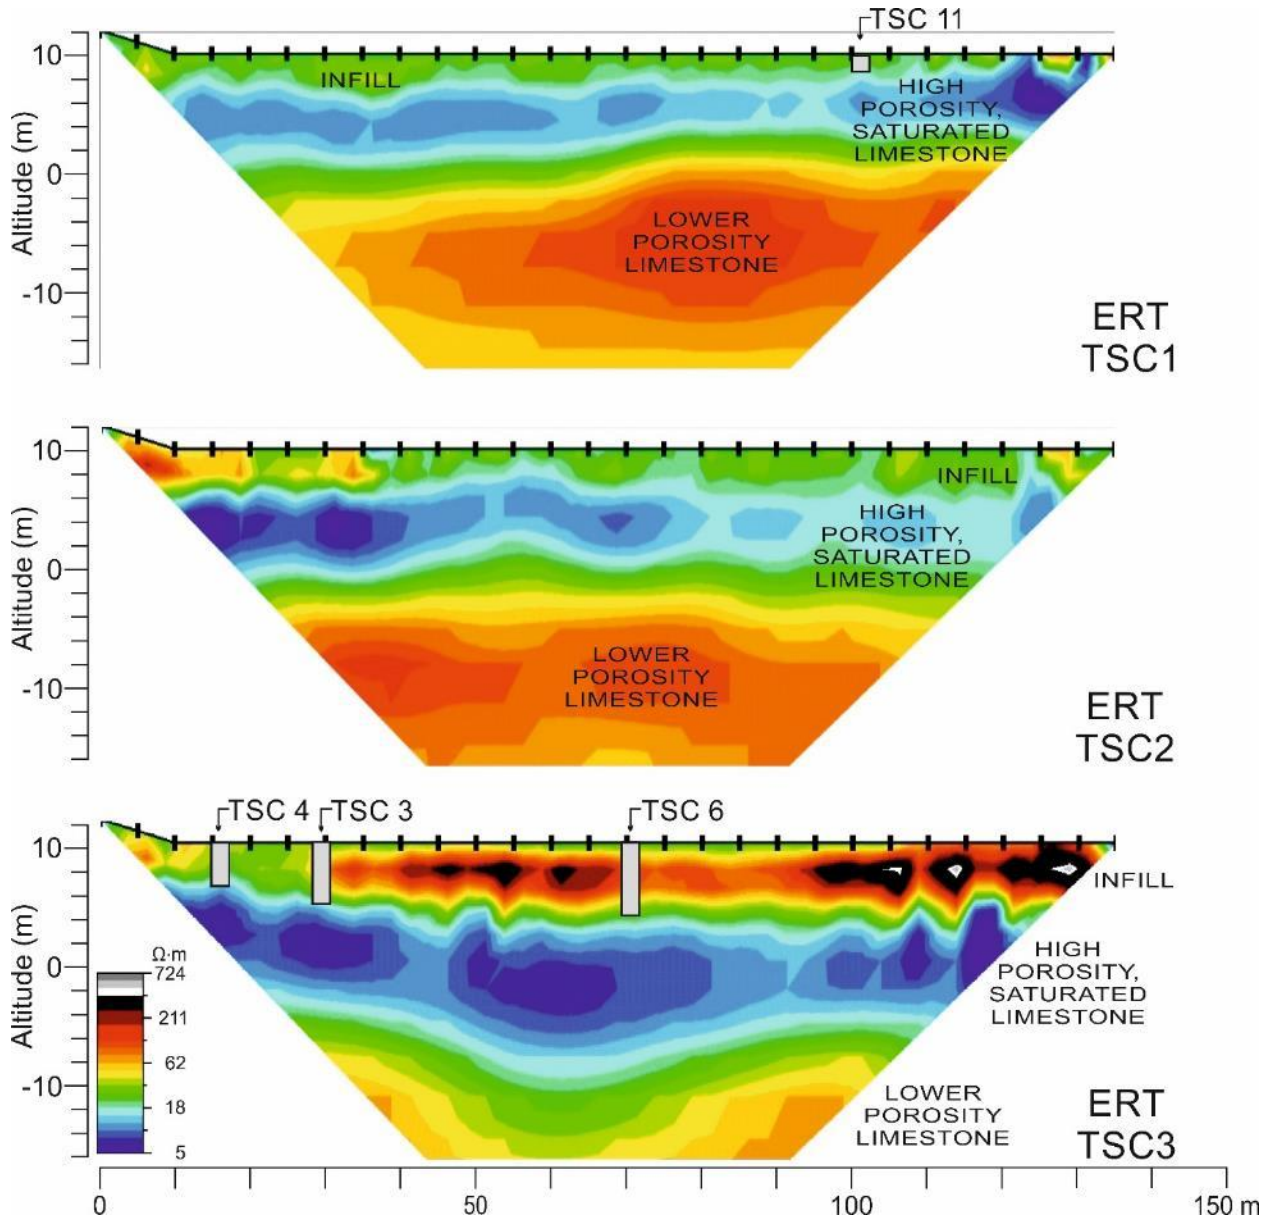 TSC 11
10
0
-10
Altitude (m)
INFILL
HIGH
POROSITY,
SATURATED
LIMESTONE
LOWER
POROSITY
LIMESTONE
ERT
TSC1
10
0
-10
Altitude (m)
INFILL
HIGH
POROSITY,
SATURATED
LIMESTONE
LOWER
POROSITY
LIMESTONE
ERT
TSC2
TSC 4
TSC 3
TSC 6
10
0
-10
Altitude (m)
INFILL
HIGH
POROSITY,
SATURATED
LIMESTONE
LOWER
POROSITY
LIMESTONE
ERT
TSC3
Ω·m
724
211
62
18
5
0 50 100 150 m